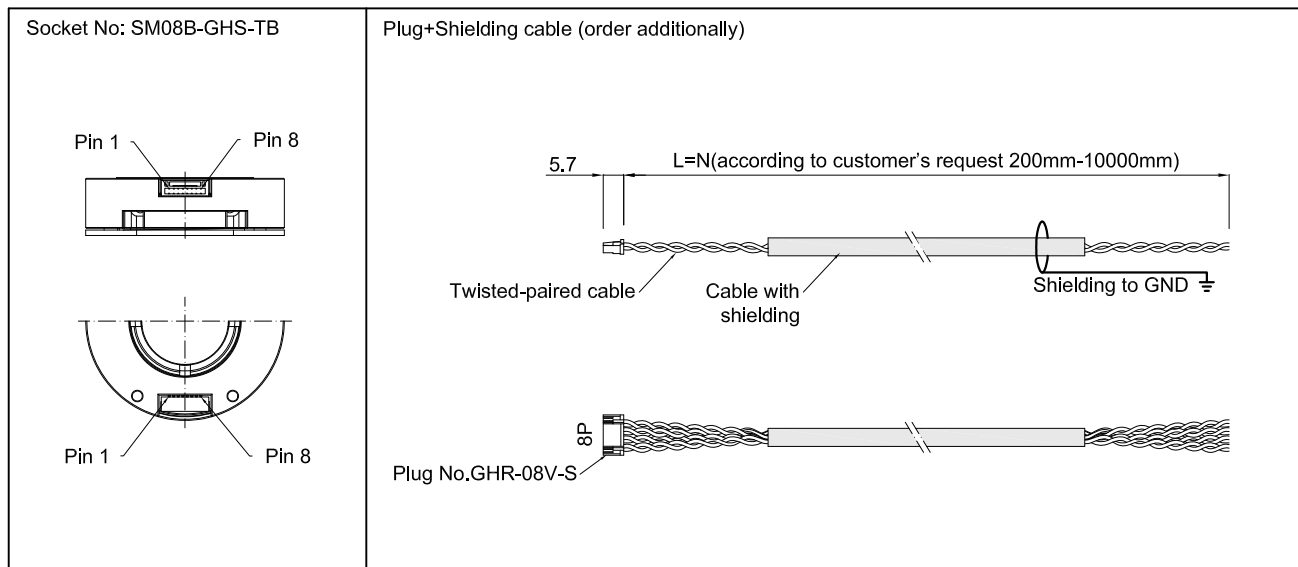 Socket No: SM08B-GHS-TB
Pin 1
Pin 8
Pin 1
Pin 8
Plug+Shielding cable (order additionally)
5.7
L=N(according to customer's request 200mm-10000mm)
Twisted-paired cable
Cable with
shielding
Shielding to GND
8P
Plug No.GHR-08V-S